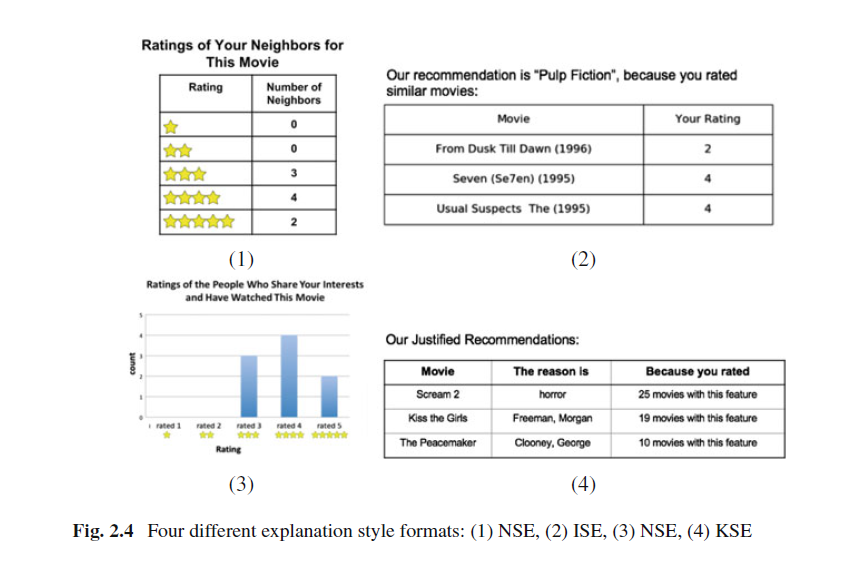 Ratings of Your Neighbors for
This Movie
Rating Number of
Neighbors
0
0
3
4
2
(1)
Our recommendation is "Pulp Fiction", because you rated
similar movies:
Movie Your Rating
From Dusk Till Dawn (1996) 2
Seven (Se7en) (1995) 4
Usual Suspects The (1995) 4
(2)
Ratings of the People Who Share Your Interests
and Have Watched This Movie
5
4
3
2
1
0
count
rated 1 rated 2 rated 3 rated 4 rated 5
Rating
(3)
Our Justified Recommendations:
Movie The reason is Because you rated
Scream 2 horror 25 movies with this feature
Kiss the Girls Freeman, Morgan 19 movies with this feature
The Peacemaker Clooney, George 10 movies with this feature
(4)
Fig. 2.4 Four different explanation style formats: (1) NSE, (2) ISE, (3) NSE, (4) KSE